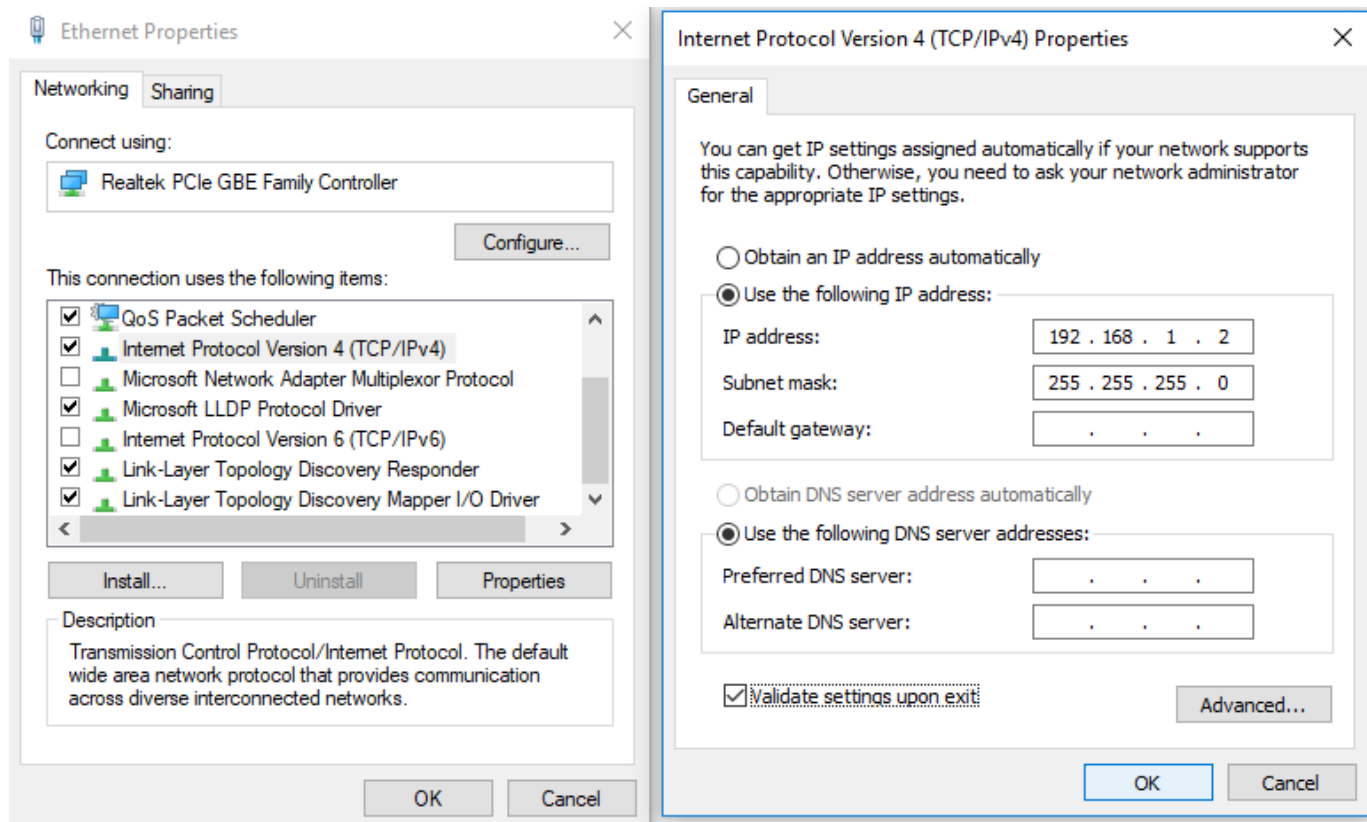 Ethernet Properties
Networking
Sharing
Connect using:
Realtek PCIe GBE Family Controller
Configure...
This connection uses the following items:
QoS Packet Scheduler
Internet Protocol Version 4 (TCP/IPv4)
Microsoft Network Adapter Multiplexor Protocol
Microsoft LLDP Protocol Driver
Internet Protocol Version 6 (TCP/IPv6)
Link-Layer Topology Discovery Responder
Link-Layer Topology Discovery Mapper I/O Driver
Install...
Uninstall
Properties
Description
Transmission Control Protocol/Internet Protocol. The default
wide area network protocol that provides communication
across diverse interconnected networks.
OK
Cancel
Internet Protocol Version 4 (TCP/IPv4) Properties
General
You can get IP settings assigned automatically if your network supports
this capability. Otherwise, you need to ask your network administrator
for the appropriate IP settings.
Obtain an IP address automatically
Use the following IP address:
IP address: 192 . 168 . 1 . 2
Subnet mask: 255 . 255 . 255 . 0
Default gateway: . . .
Obtain DNS server address automatically
Use the following DNS server addresses:
Preferred DNS server: . . .
Alternate DNS server: . . .
Validate settings upon exit
Advanced...
OK
Cancel